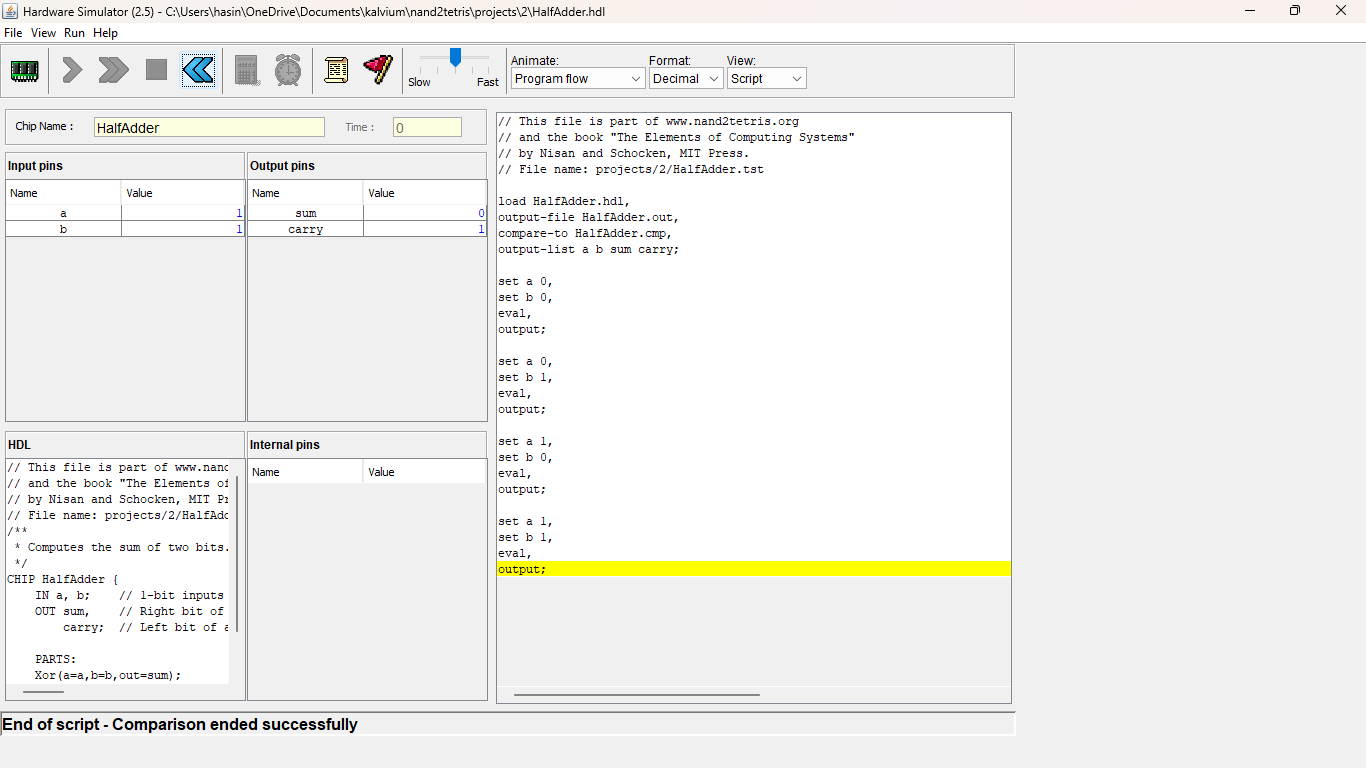 Hardware Simulator (2.5) - C:\Users\hasin\OneDrive\Documents\kalvium\nand2tetris\projects\2\HalfAdder.hdl
File View Run Help
Slow Fast
Animate: Format: View:
Program flow Decimal Script
Chip Name : HalfAdder Time : 0
Input pins Output pins
Name Value Name Value
a 1 sum 0
b 1 carry 1
HDL Internal pins
Name Value
// This file is part of www.nand
// and the book "The Elements of
// by Nisan and Schocken, MIT Pr
// File name: projects/2/HalfAdd
/**
* Computes the sum of two bits.
*/
CHIP HalfAdder {
IN a, b; // 1-bit inputs
OUT sum, // Right bit of
carry; // Left bit of a
PARTS:
Xor(a=a,b=b,out=sum);
// This file is part of www.nand2tetris.org
// and the book "The Elements of Computing Systems"
// by Nisan and Schocken, MIT Press.
// File name: projects/2/HalfAdder.tst
load HalfAdder.hdl,
output-file HalfAdder.out,
compare-to HalfAdder.cmp,
output-list a b sum carry;
set a 0,
set b 0,
eval,
output;
set a 0,
set b 1,
eval,
output;
set a 1,
set b 0,
eval,
output;
set a 1,
set b 1,
eval,
output;
End of script - Comparison ended successfully